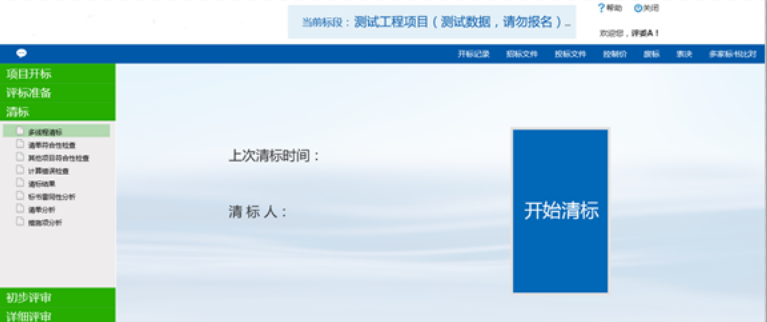 ?帮助 关闭
当前标段：测试工程项目（测试数据，请勿报名）..
欢迎您，评委A！
开标记录 招标文件 投标文件 控制价 废标 表决 多家标书比对
项目开标
评标准备
清标
多线程清标
清单符合性检查
其他项目符合性检查
计算错误检查
清标结果
标书雷同性分析
清单分析
措施项分析
上次清标时间：
清 标 人：
开始清标
初步评审
详细评审